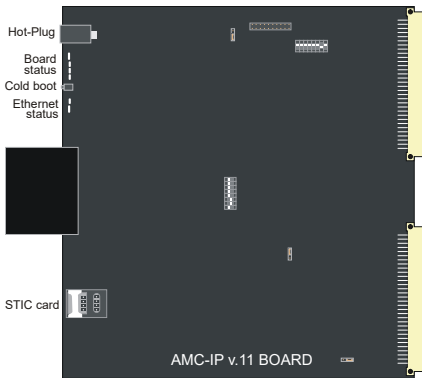 Hot-Plug
Board
status
Cold boot
Ethernet
status
STIC card
AMC-IP v.11 BOARD